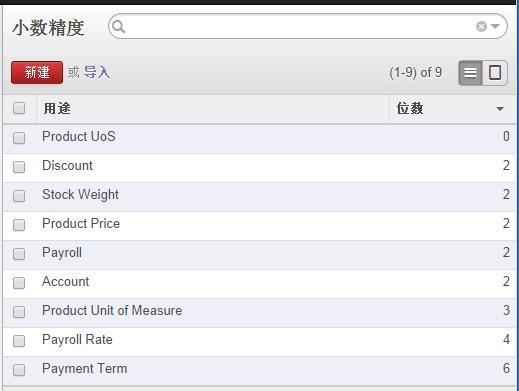 小数精度
新建 或 导入 (1-9) of 9
用途 位数
Product UoS 0
Discount 2
Stock Weight 2
Product Price 2
Payroll 2
Account 2
Product Unit of Measure 3
Payroll Rate 4
Payment Term 6